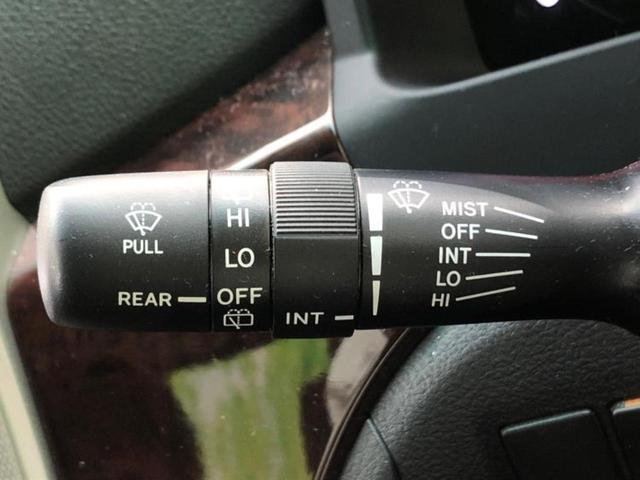 PULL
REAR
HI
LO
OFF
INT
MIST
OFF
INT
LO
HI